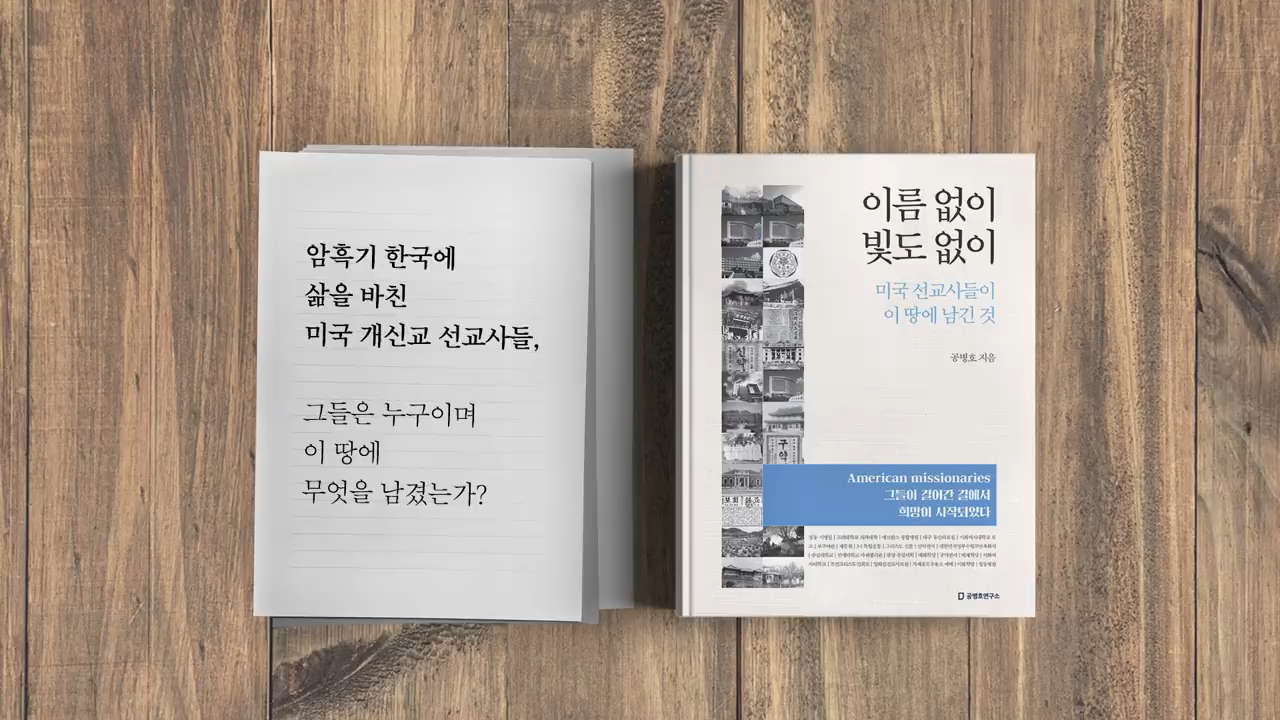 암흑기 한국에
삶을 바친
미국 개신교 선교사들,
그들은 누구이며
이 땅에
무엇을 남겼는가?
이름 없이
빛도 없이
미국 선교사들이
이 땅에 남긴 것
공병호 지음
신약
구약
American missionaries
그들이 걸어간 길에서
희망이 시작되었다
공병호연구소